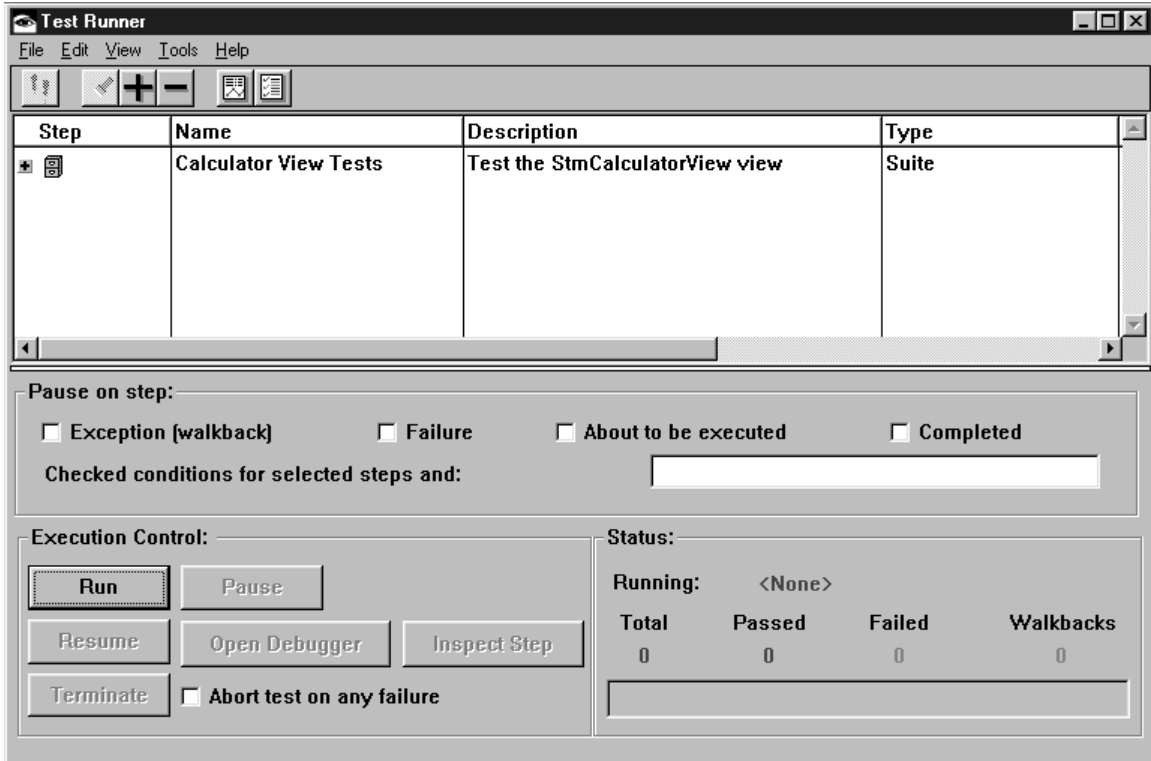 Test Runner
File Edit View Tools Help
Step Name Description Type
Calculator View Tests Test the StmCalculatorView view Suite
Pause on step:
Exception (walkback) Failure About to be executed Completed
Checked conditions for selected steps and:
Execution Control: Status:
Run Pause Running: <None>
Total Passed Failed Walkbacks
Resume Open Debugger Inspect Step 0 0 0 0
Terminate Abort test on any failure